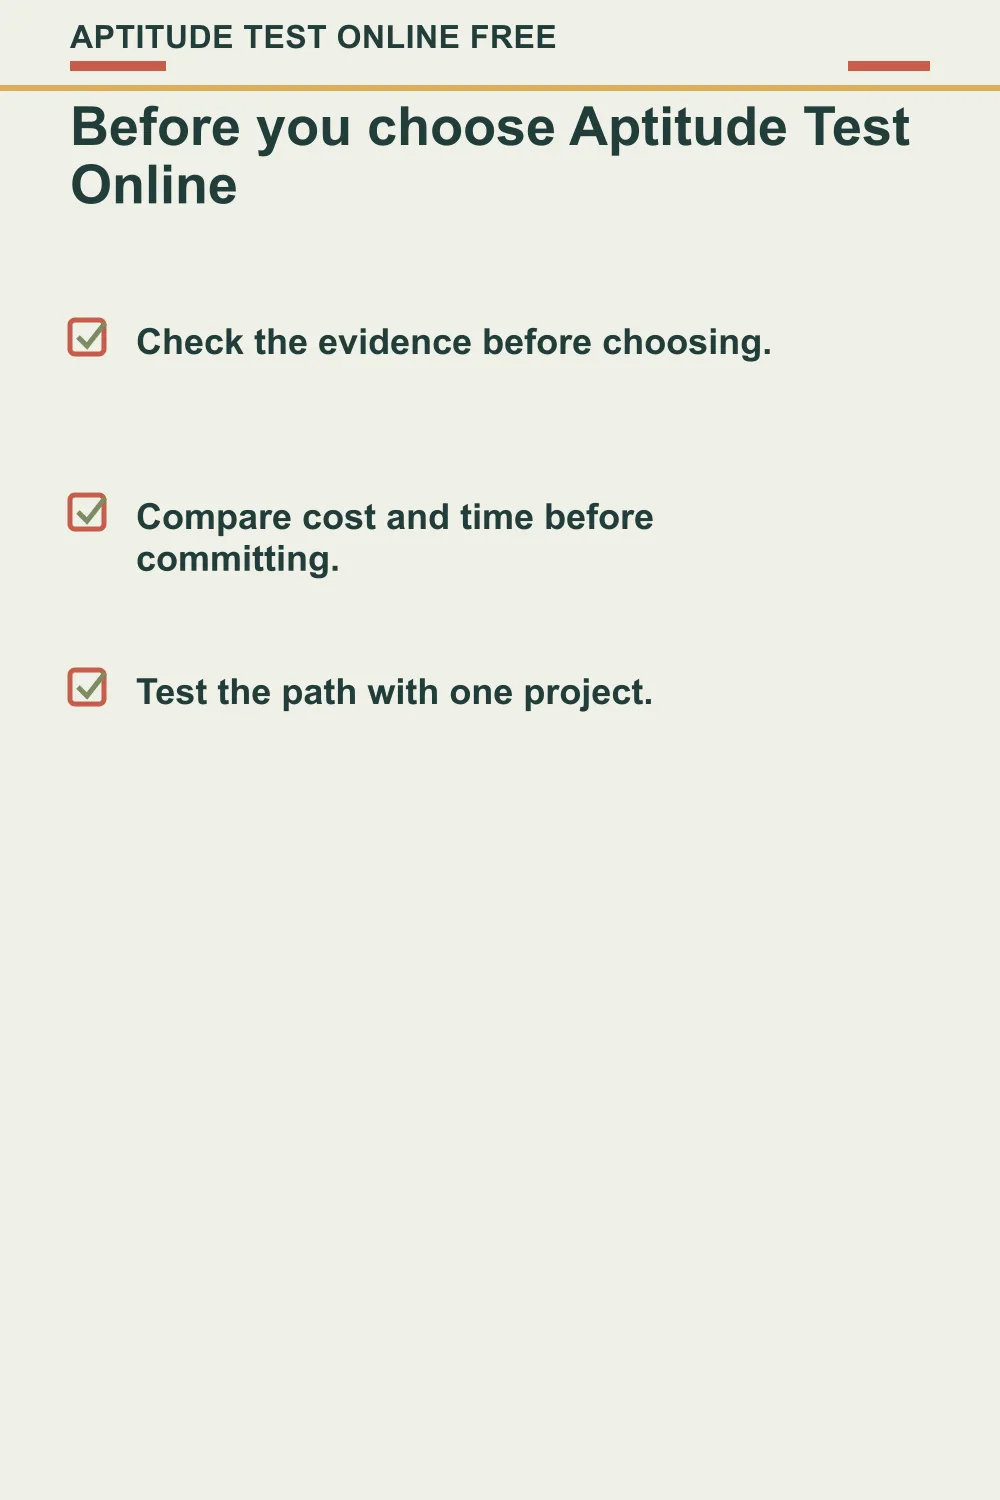 APTITUDE TEST ONLINE FREE
Before you choose Aptitude Test
Online
Check the evidence before choosing.
Compare cost and time before
committing.
Test the path with one project.